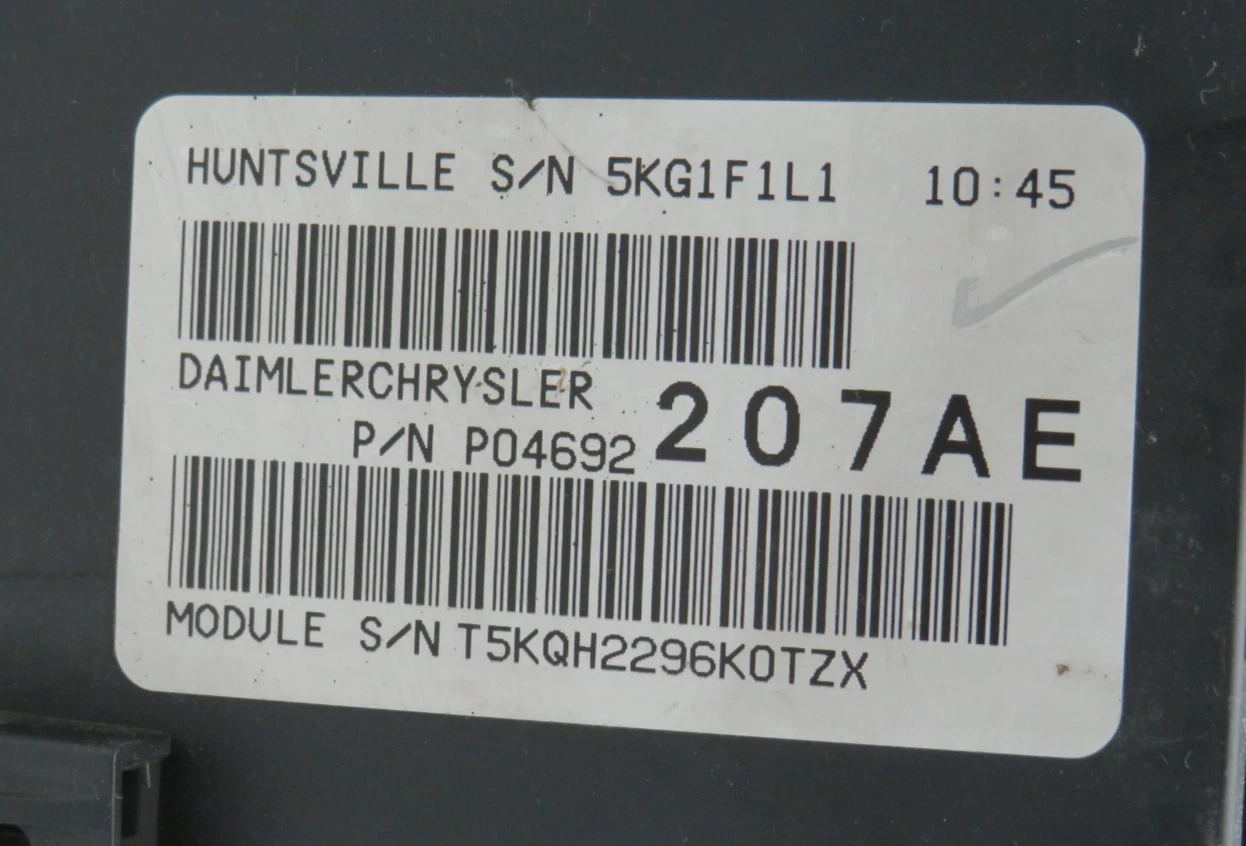 HUNTSVILLE S/N 5KG1F1L1 10:45
DAIMLERCHRYSLER
P/N P04692 207AE
MODULE S/N T5KQH2296K0TZX